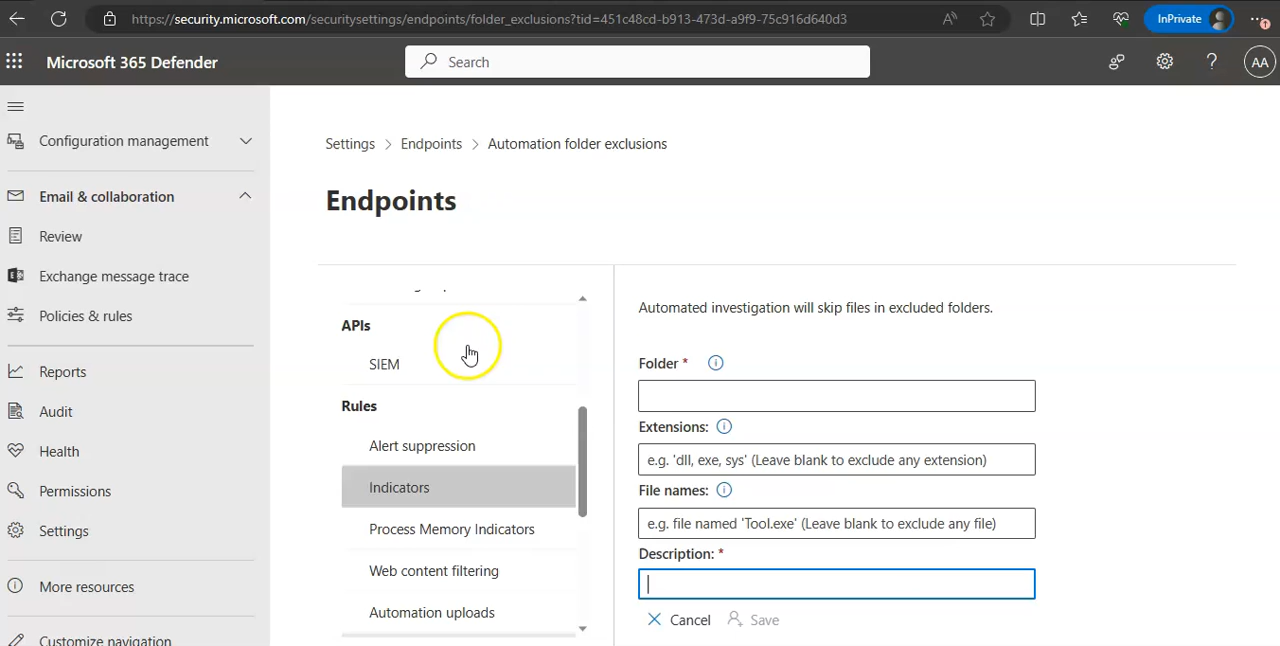 https://security.microsoft.com/securitysettings/endpoints/folder_exclusions?tid=451c48cd-b913-473d-a9f9-75c916d640d3
InPrivate
Microsoft 365 Defender
Search
AA
Configuration management
Email & collaboration
Review
Exchange message trace
Policies & rules
Reports
Audit
Health
Permissions
Settings
More resources
Customize navigation
Settings > Endpoints > Automation folder exclusions
Endpoints
APIs
SIEM
Rules
Alert suppression
Indicators
Process Memory Indicators
Web content filtering
Automation uploads
Automated investigation will skip files in excluded folders.
Folder *
Extensions:
e.g. 'dll, exe, sys' (Leave blank to exclude any extension)
File names:
e.g. file named 'Tool.exe' (Leave blank to exclude any file)
Description: *
Cancel
Save